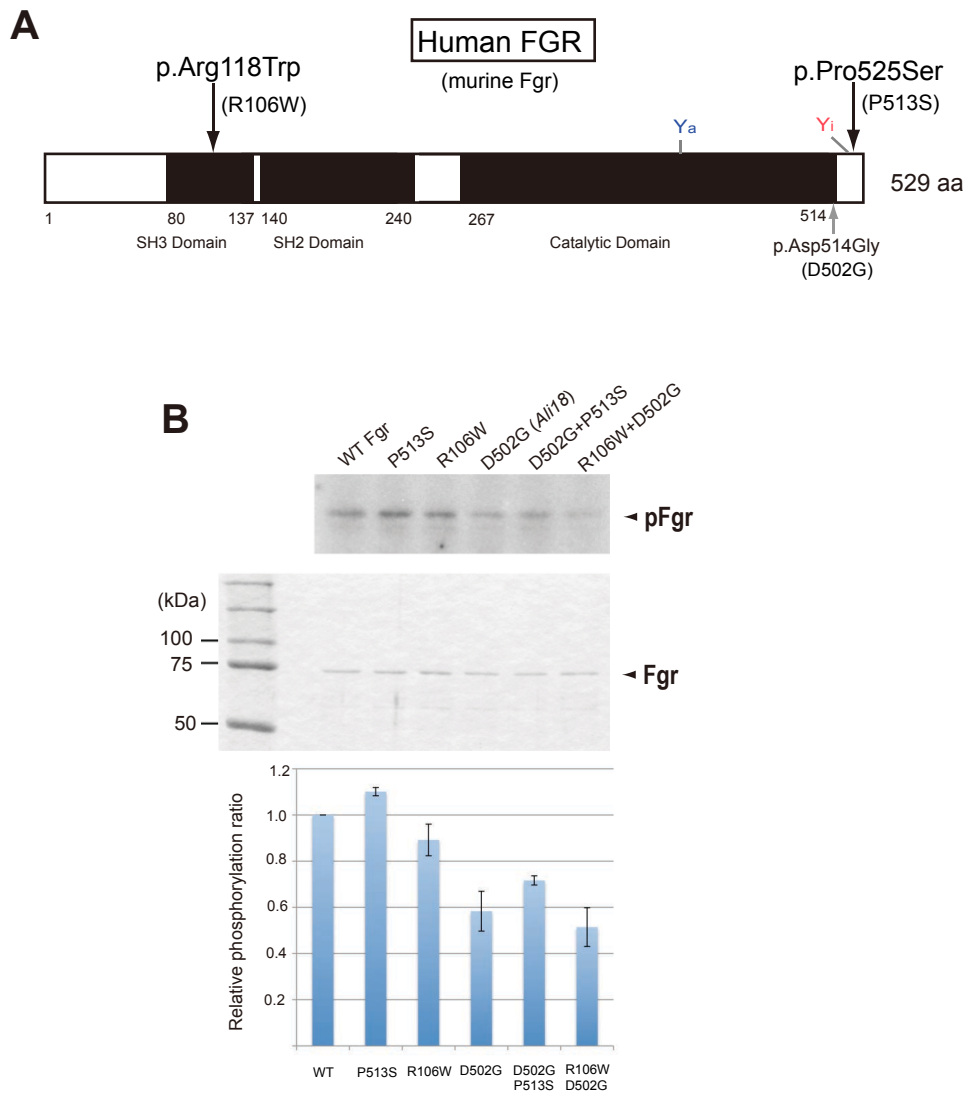 A
Human FGR
(murine Fgr)
p.Arg118Trp
(R106W)
p.Pro525Ser
(P513S)
Ya
Yi
529 aa
1 80 137 140 240 267 514
SH3 Domain SH2 Domain Catalytic Domain
p.Asp514Gly
(D502G)
B
WT Fgr P513S R106W D502G (Ali18) D502G+P513S R106W+D502G
pFgr
(kDa)
100
75
50
Fgr
Relative phosphorylation ratio
1.2
1.0
0.8
0.6
0.4
0.2
WT P513S R106W D502G D502G R106W
P513S D502G